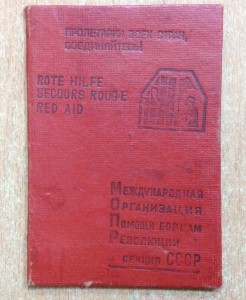 ПРОЛЕТАРИИ ВСЕХ СТРАН,
СОЕДИНЯЙТЕСЬ!
ROTE HILFE
SECOURS ROUGE
RED AID
МЕЖДУНАРОДНАЯ
ОРГАНИЗАЦИЯ
ПОМОЩИ БОРЦАМ
РЕВОЛЮЦИИ
СЕКЦИЯ СССР